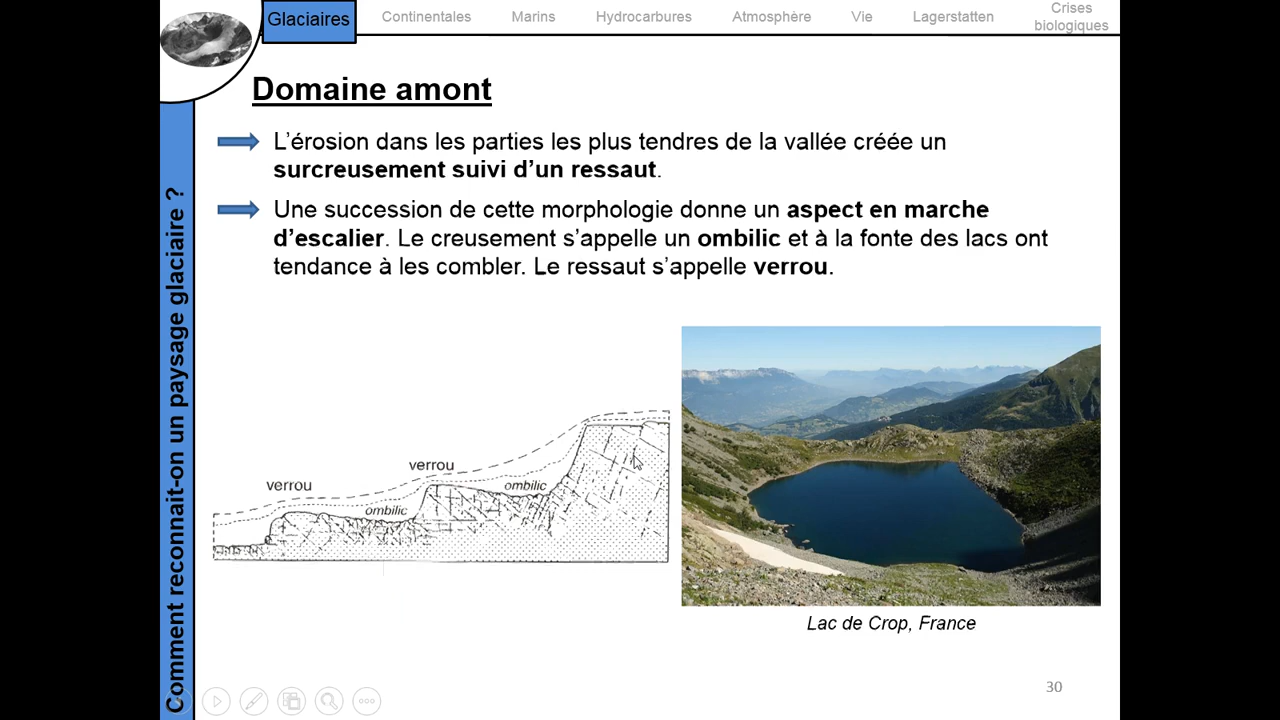 Glaciaires
Continentales
Marins
Hydrocarbures
Atmosphère
Vie
Lagerstatten
Crises
biologiques
Comment reconnait-on un paysage glaciaire ?
Domaine amont
L'érosion dans les parties les plus tendres de la vallée créée un
surcreusement suivi d'un ressaut.
Une succession de cette morphologie donne un aspect en marche
d'escalier. Le creusement s'appelle un ombilic et à la fonte des lacs ont
tendance à les combler. Le ressaut s'appelle verrou.
verrou
verrou
ombilic
ombilic
Lac de Crop, France
30